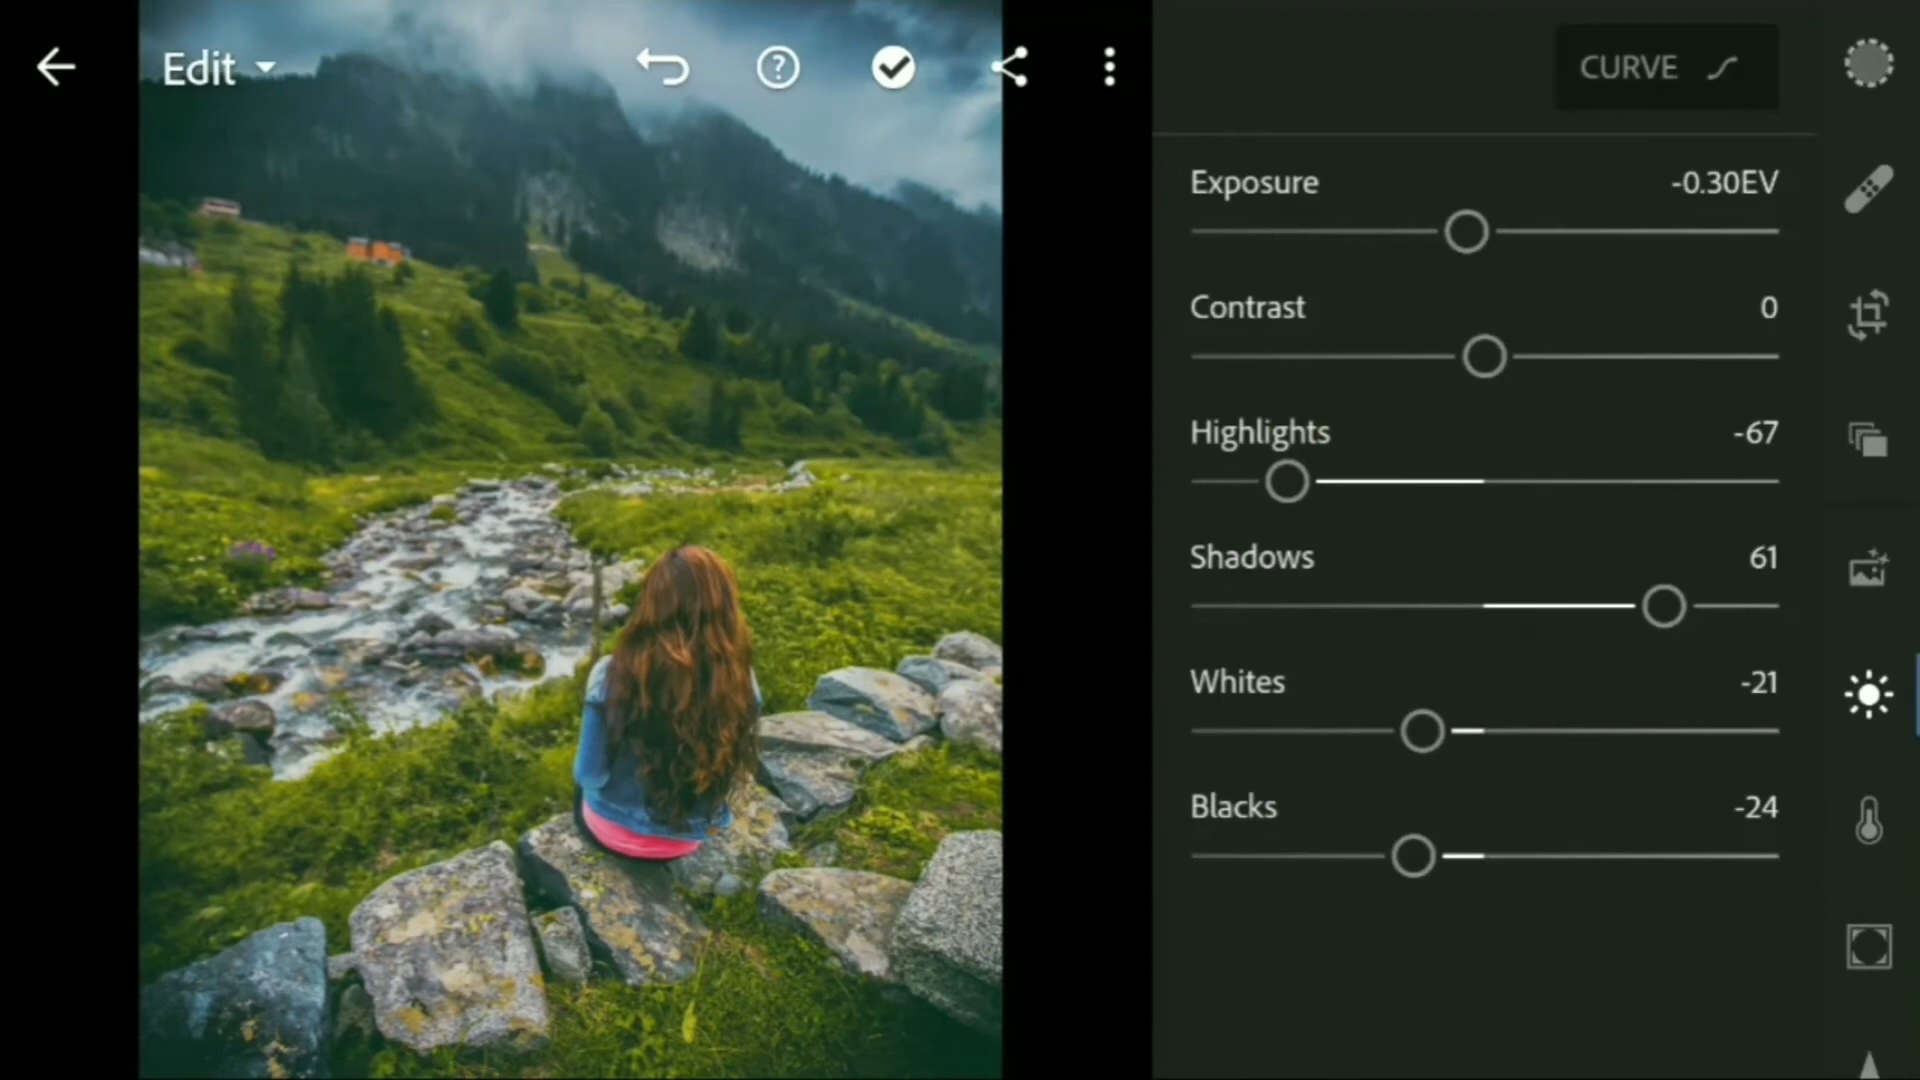 Edit
CURVE
Exposure -0.30EV
Contrast 0
Highlights -67
Shadows 61
Whites -21
Blacks -24